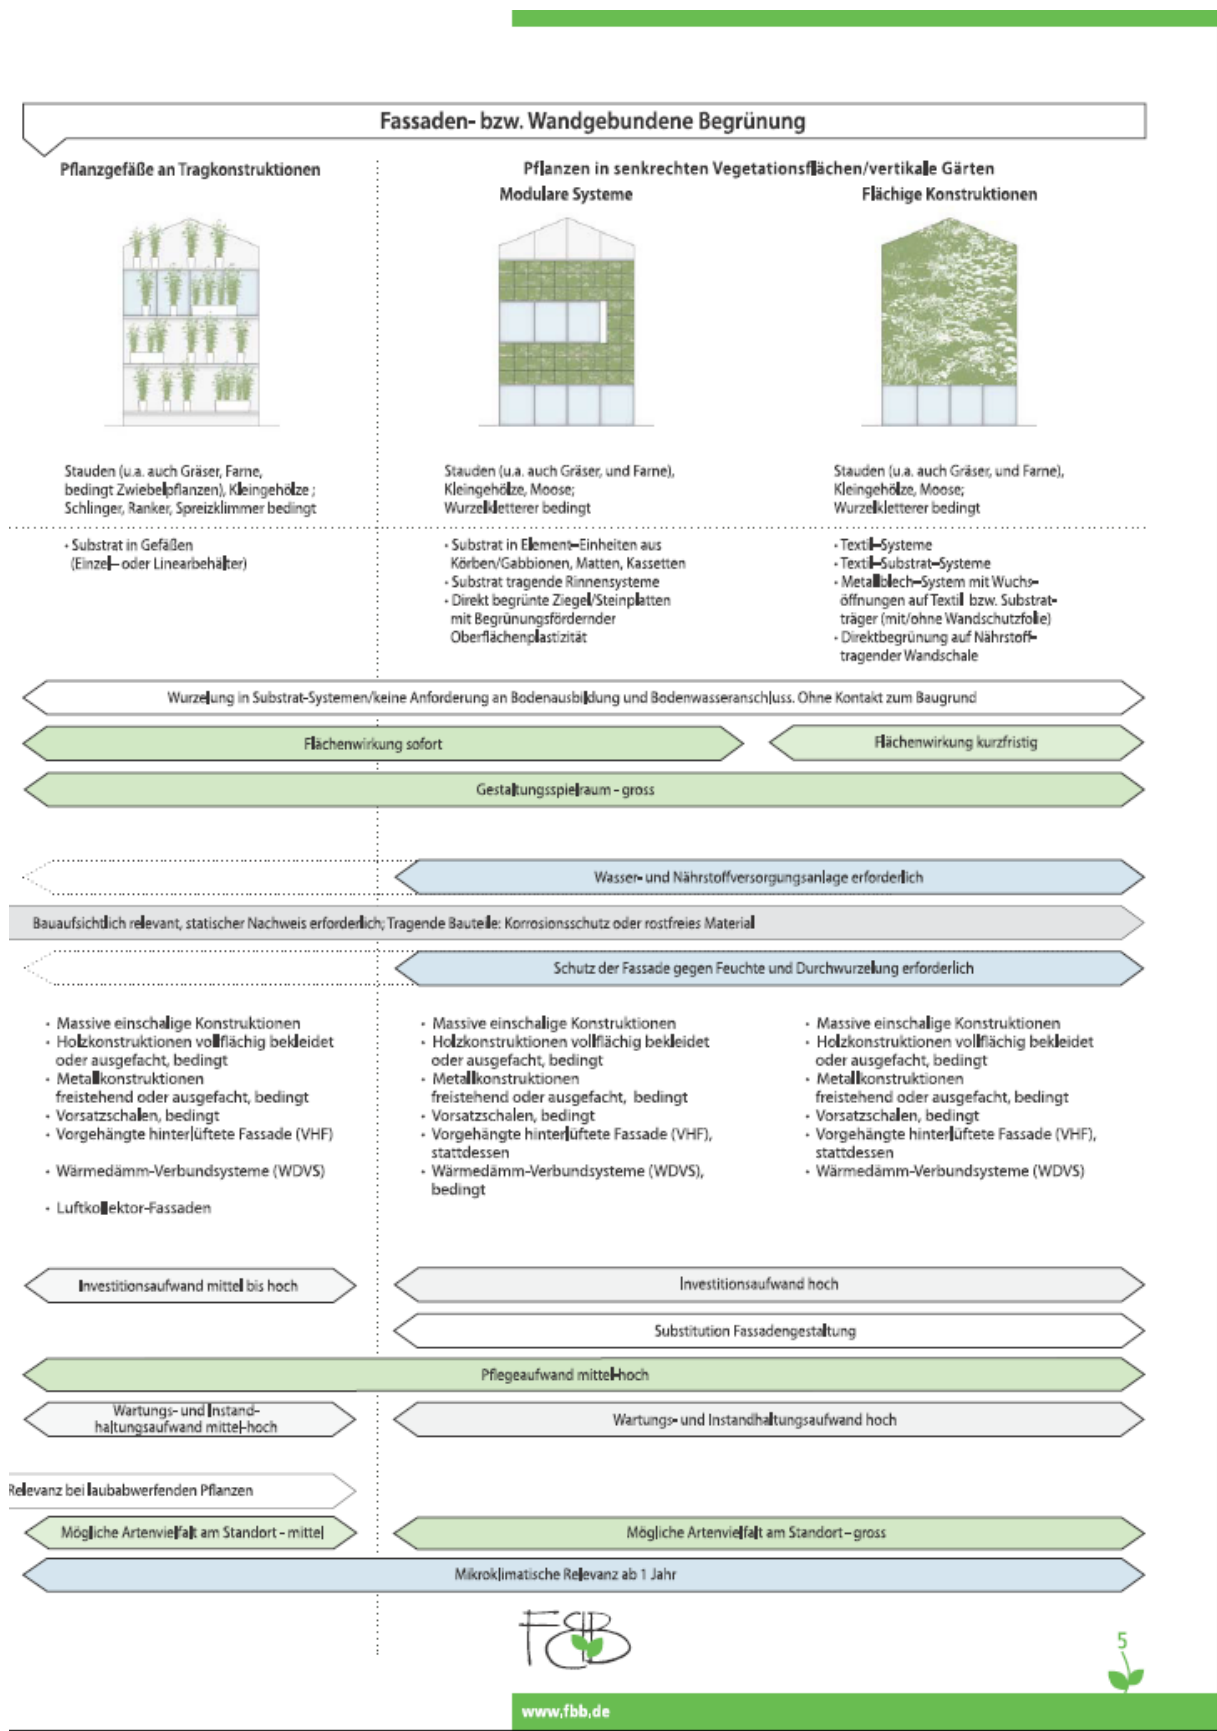 Fassaden- bzw. Wandgebundene Begrünung
Pflanzgefäße an Tragkonstruktionen
Pflanzen in senkrechten Vegetationsflächen/vertikale Gärten
Modulare Systeme
Flächige Konstruktionen
Stauden (u.a. auch Gräser, Farne,
bedingt Zwiebelpflanzen), Kleingehölze ;
Schlinger, Ranker, Spreizklimmer bedingt
Stauden (u.a. auch Gräser, und Farne),
Kleingehölze, Moose;
Wurzelkletterer bedingt
Stauden (u.a. auch Gräser, und Farne),
Kleingehölze, Moose;
Wurzelkletterer bedingt
• Substrat in Gefäßen
(Einzel– oder Linearbehälter)
• Substrat in Element–Einheiten aus
Körben/Gabbionen, Matten, Kassetten
• Substrat tragende Rinnensysteme
• Direkt begrünte Ziegel/Steinplatten
mit Begrünungsfördernder
Oberflächenplastizität
• Textil–Systeme
• Textil–Substrat–Systeme
• Metallblech–System mit Wuchs-
öffnungen auf Textil bzw. Substrat-
träger (mit/ohne Wandschutzfolie)
• Direktbegrünung auf Nährstoff-
tragender Wandschale
Wurzelung in Substrat-Systemen/keine Anforderung an Bodenausbildung und Bodenwasseranschluss. Ohne Kontakt zum Baugrund
Flächenwirkung sofort
Flächenwirkung kurzfristig
Gestaltungsspielraum - gross
Wasser- und Nährstoffversorgungsanlage erforderlich
Bauaufsichtlich relevant, statischer Nachweis erforderlich; Tragende Bauteile: Korrosionsschutz oder rostfreies Material
Schutz der Fassade gegen Feuchte und Durchwurzelung erforderlich
• Massive einschalige Konstruktionen
• Holzkonstruktionen vollflächig bekleidet
oder ausgefacht, bedingt
• Metallkonstruktionen
freistehend oder ausgefacht, bedingt
• Vorsatzschalen, bedingt
• Vorgehängte hinterlüftete Fassade (VHF)
• Wärmedämm-Verbundsysteme (WDVS)
• Luftkollektor-Fassaden
• Massive einschalige Konstruktionen
• Holzkonstruktionen vollflächig bekleidet
oder ausgefacht, bedingt
• Metallkonstruktionen
freistehend oder ausgefacht, bedingt
• Vorsatzschalen, bedingt
• Vorgehängte hinterlüftete Fassade (VHF),
stattdessen
• Wärmedämm-Verbundsysteme (WDVS),
bedingt
• Massive einschalige Konstruktionen
• Holzkonstruktionen vollflächig bekleidet
oder ausgefacht, bedingt
• Metallkonstruktionen
freistehend oder ausgefacht, bedingt
• Vorsatzschalen, bedingt
• Vorgehängte hinterlüftete Fassade (VHF),
stattdessen
• Wärmedämm-Verbundsysteme (WDVS)
Investitionsaufwand mittel bis hoch
Investitionsaufwand hoch
Substitution Fassadengestaltung
Pflegeaufwand mittel-hoch
Wartungs- und Instand-
haltungsaufwand mittel-hoch
Wartungs- und Instandhaltungsaufwand hoch
Relevanz bei laubabwerfenden Pflanzen
Mögliche Artenvielfalt am Standort - mittel
Mögliche Artenvielfalt am Standort – gross
Mikroklimatische Relevanz ab 1 Jahr
FBB
5
www.fbb.de